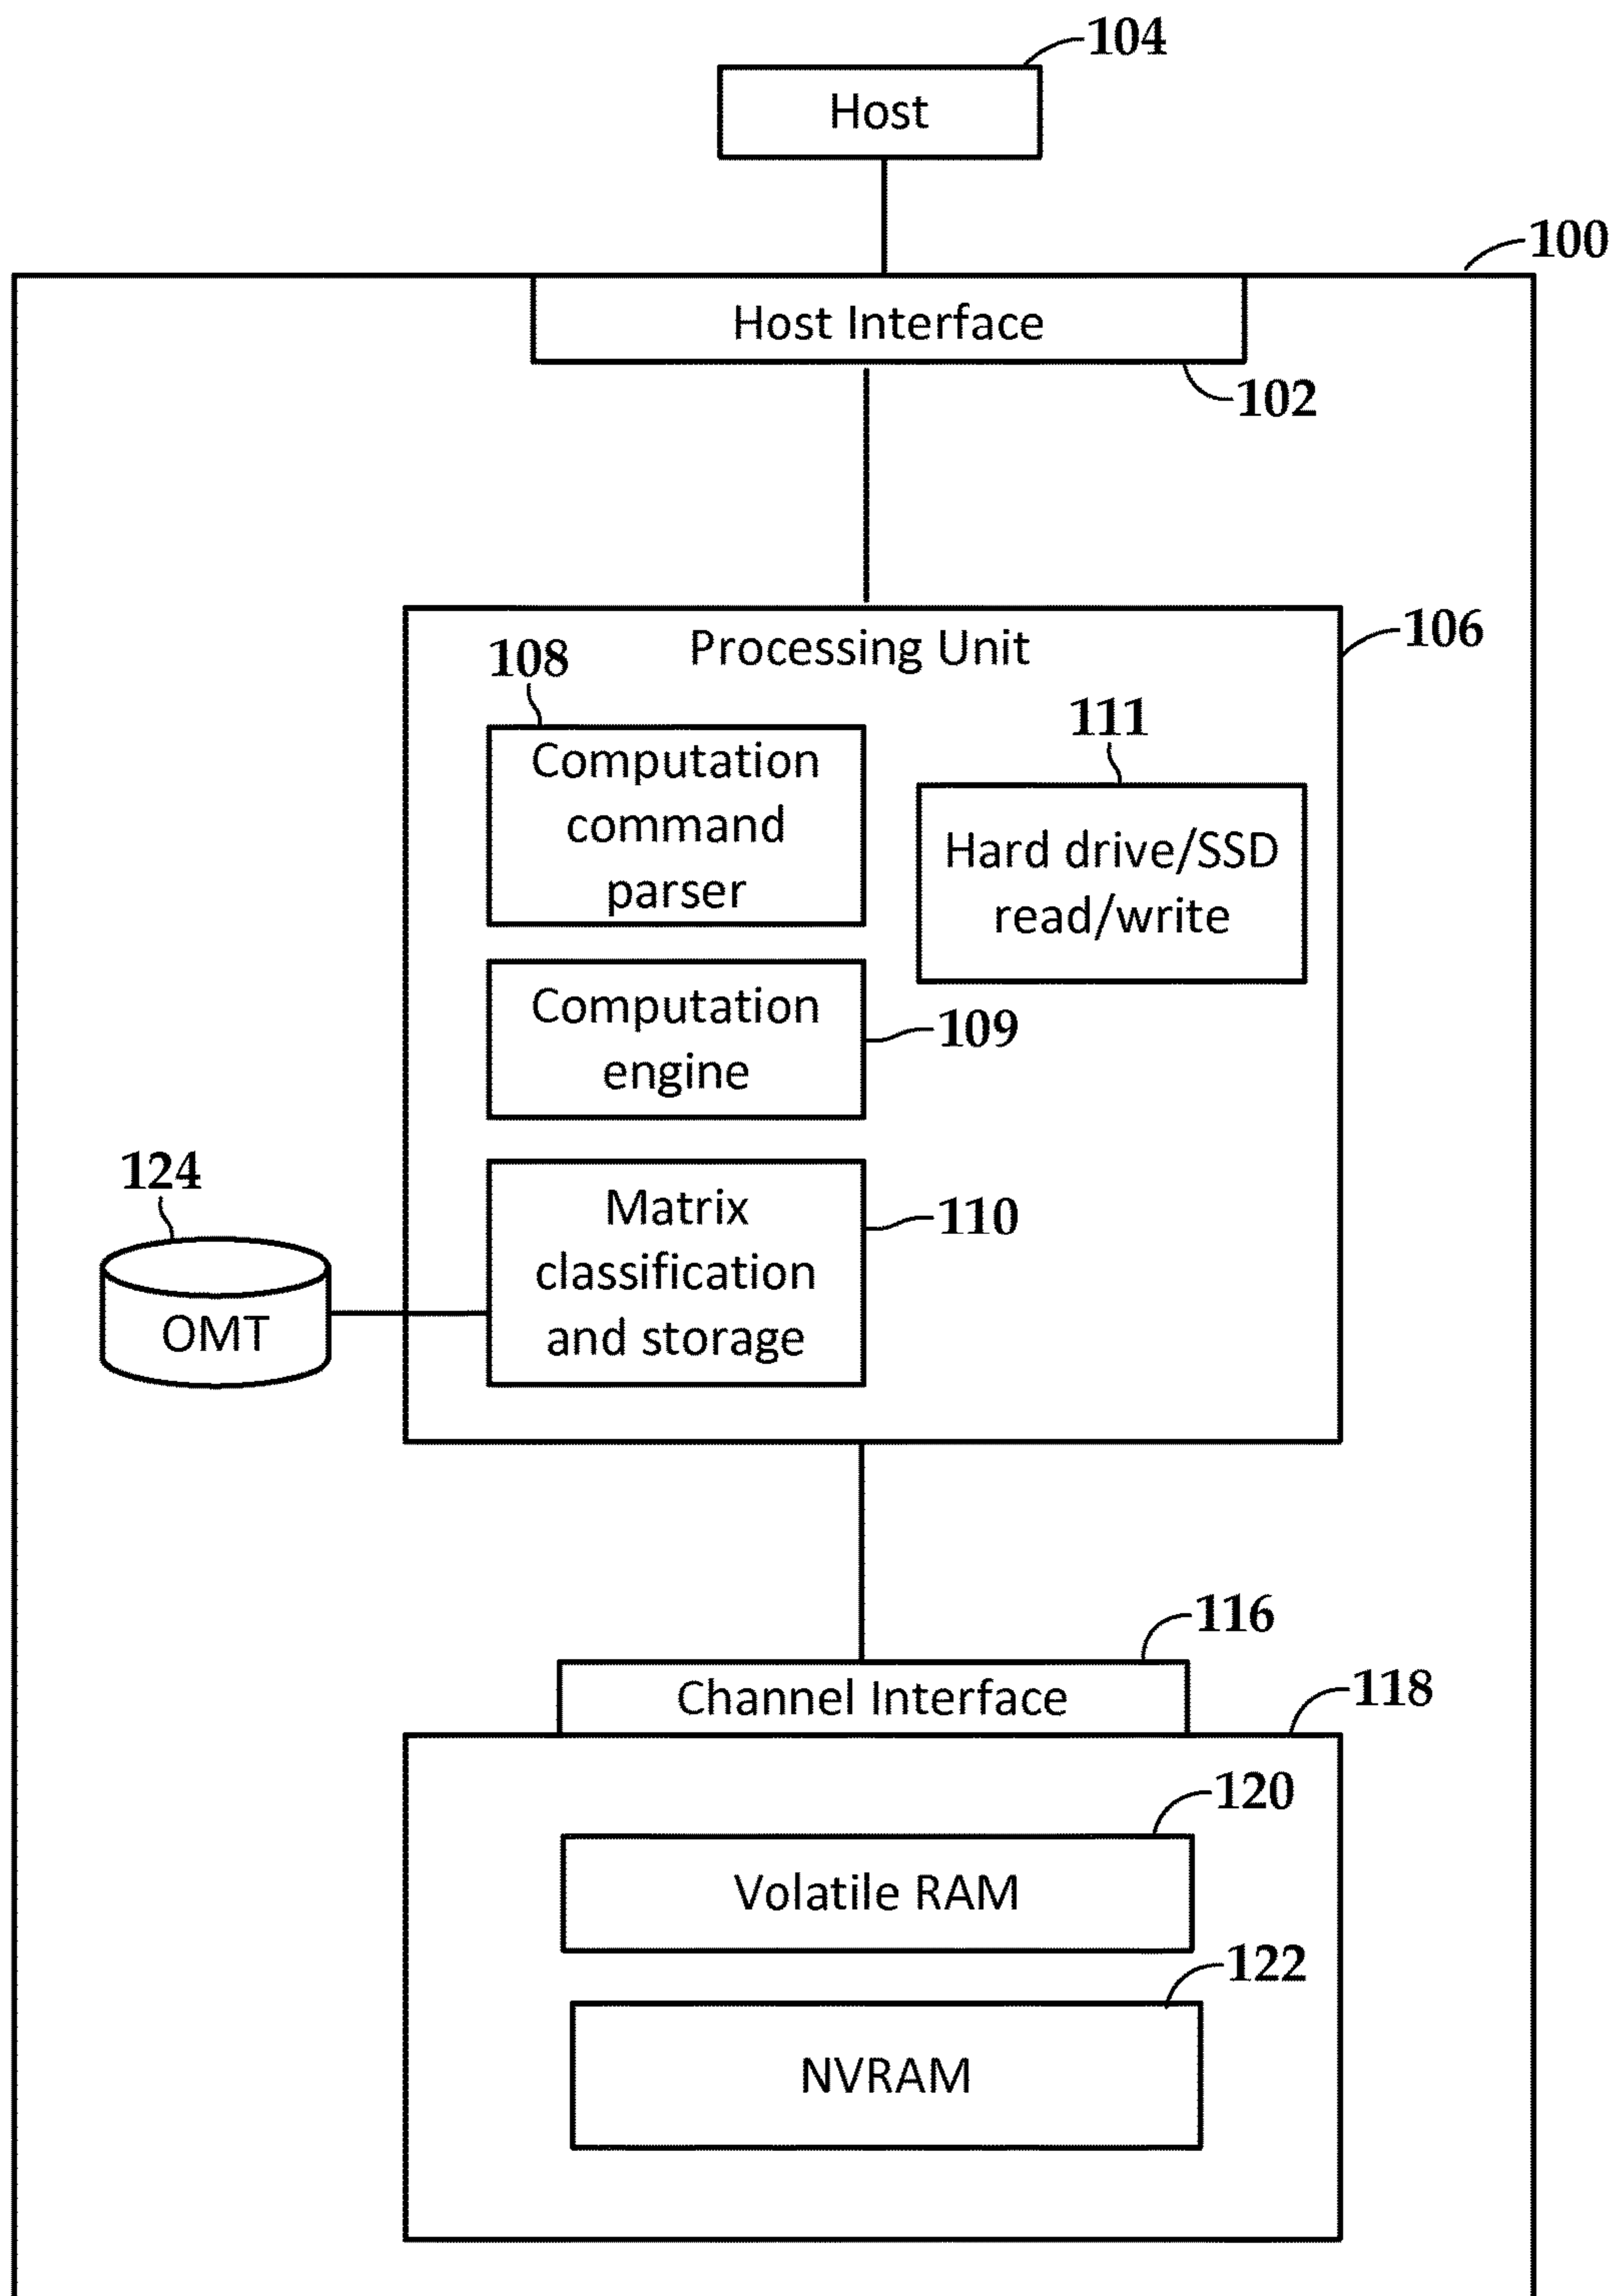 104
Host
100
Host Interface
102
Processing Unit
106
108
111
Computation
command
parser
Hard drive/SSD
read/write
Computation
engine
109
124
Matrix
classification
and storage
110
OMT
116
Channel Interface
118
120
Volatile RAM
122
NVRAM